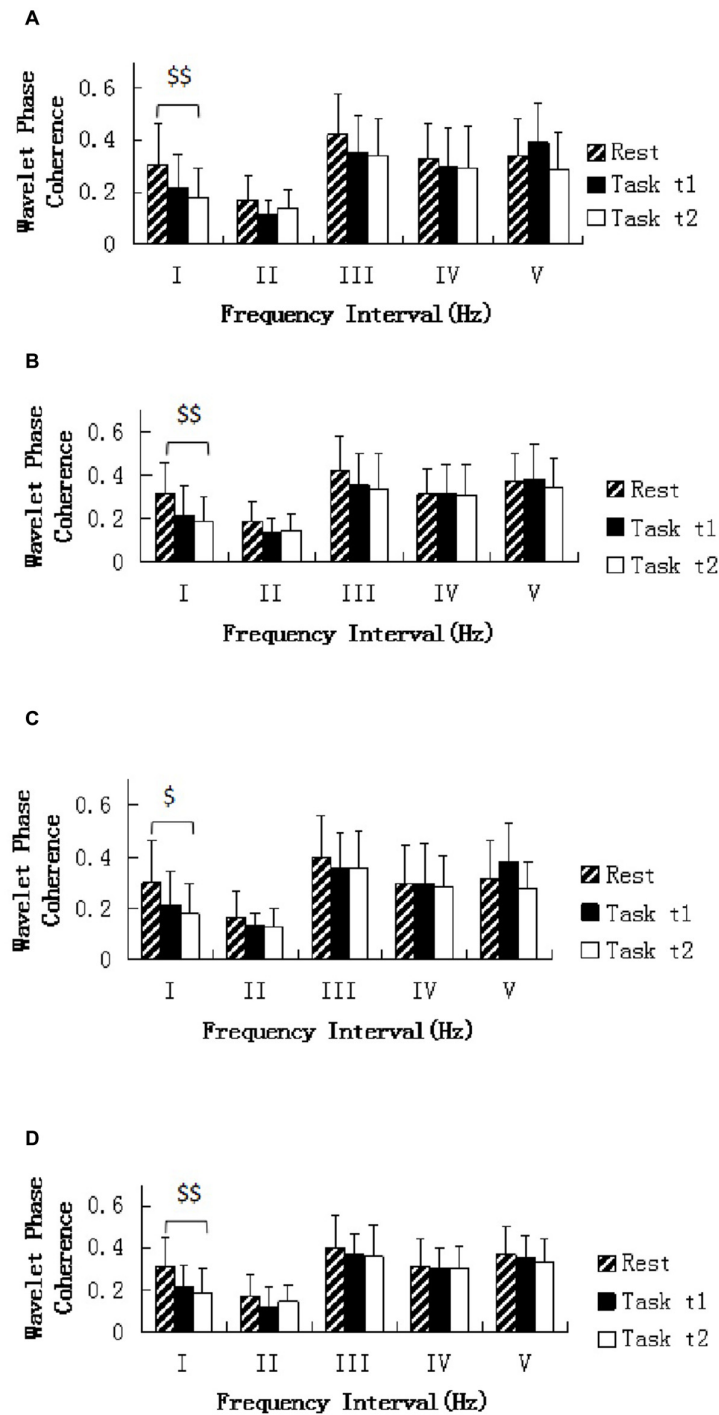 A
Wavelet Phase
Coherence
0.6
0.4
0.2
0
$$
I II III IV V
Frequency Interval(Hz)
Rest
Task t1
Task t2
B
Wavelet Phase
Coherence
0.6
0.4
0.2
0
$$
I II III IV V
Frequency Interval(Hz)
Rest
Task t1
Task t2
C
Wavelet Phase
Coherence
0.6
0.4
0.2
0
$
I II III IV V
Frequency Interval(Hz)
Rest
Task t1
Task t2
D
Wavelet Phase
Coherence
0.6
0.4
0.2
0
$$
I II III IV V
Frequency Interval(Hz)
Rest
Task t1
Task t2